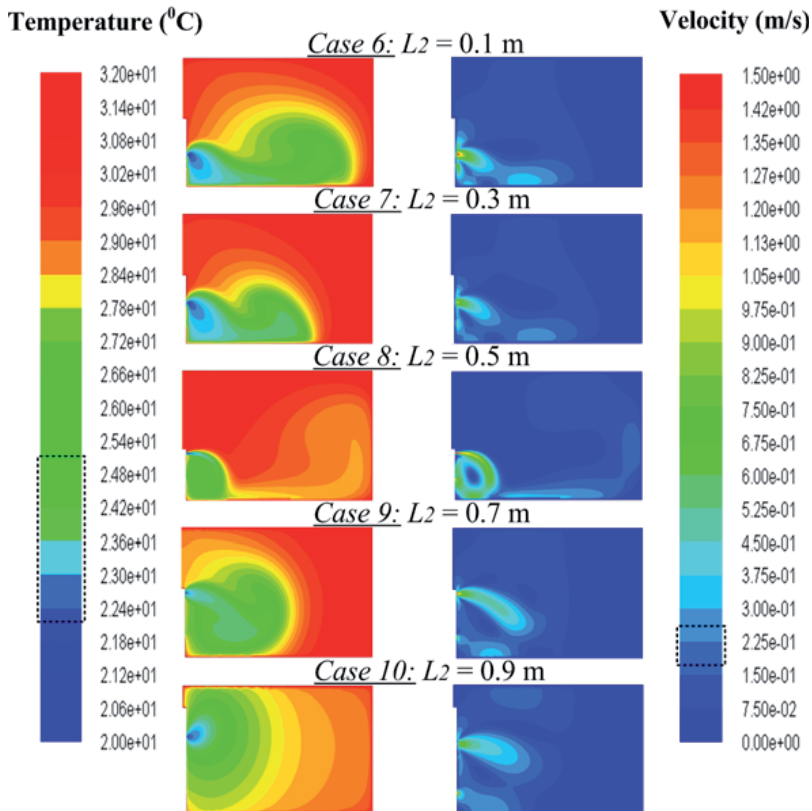 Temperature (⁰C)
Velocity (m/s)
Case 6: L2 = 0.1 m
Case 7: L2 = 0.3 m
Case 8: L2 = 0.5 m
Case 9: L2 = 0.7 m
Case 10: L2 = 0.9 m
3.20e+01
3.14e+01
3.08e+01
3.02e+01
2.96e+01
2.90e+01
2.84e+01
2.78e+01
2.72e+01
2.66e+01
2.60e+01
2.54e+01
2.48e+01
2.42e+01
2.36e+01
2.30e+01
2.24e+01
2.18e+01
2.12e+01
2.06e+01
2.00e+01
1.50e+00
1.42e+00
1.35e+00
1.27e+00
1.20e+00
1.13e+00
1.05e+00
9.75e-01
9.00e-01
8.25e-01
7.50e-01
6.75e-01
6.00e-01
5.25e-01
4.50e-01
3.75e-01
3.00e-01
2.25e-01
1.50e-01
7.50e-02
0.00e+00